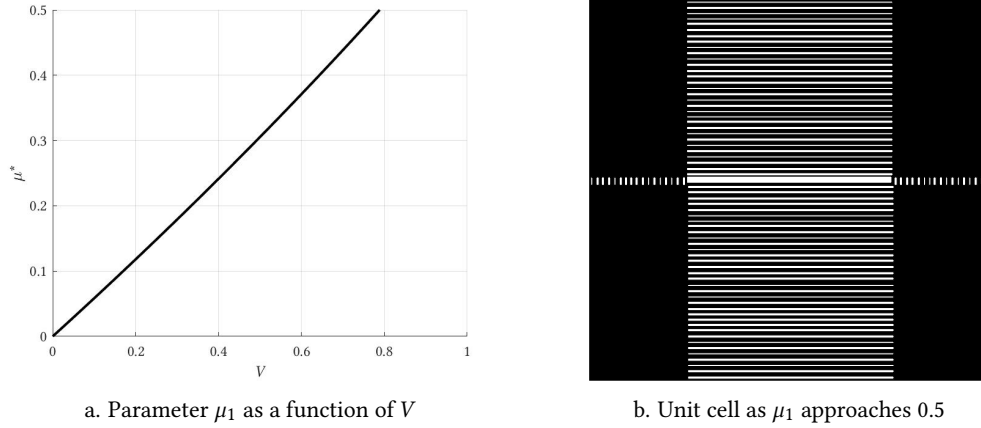 0.5
0.4
0.3
0.2
0.1
0
μ*
0 0.2 0.4 0.6 0.8 1
V
a. Parameter μ₁ as a function of V
b. Unit cell as μ₁ approaches 0.5